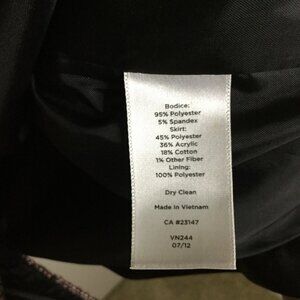 Bodice:
95% Polyester
5% Spandex
Skirt:
45% Polyester
36% Acrylic
18% Cotton
1% Other Fiber
Lining:
100% Polyester
Dry Clean
Made in Vietnam
CA #23147
VN244
07/12